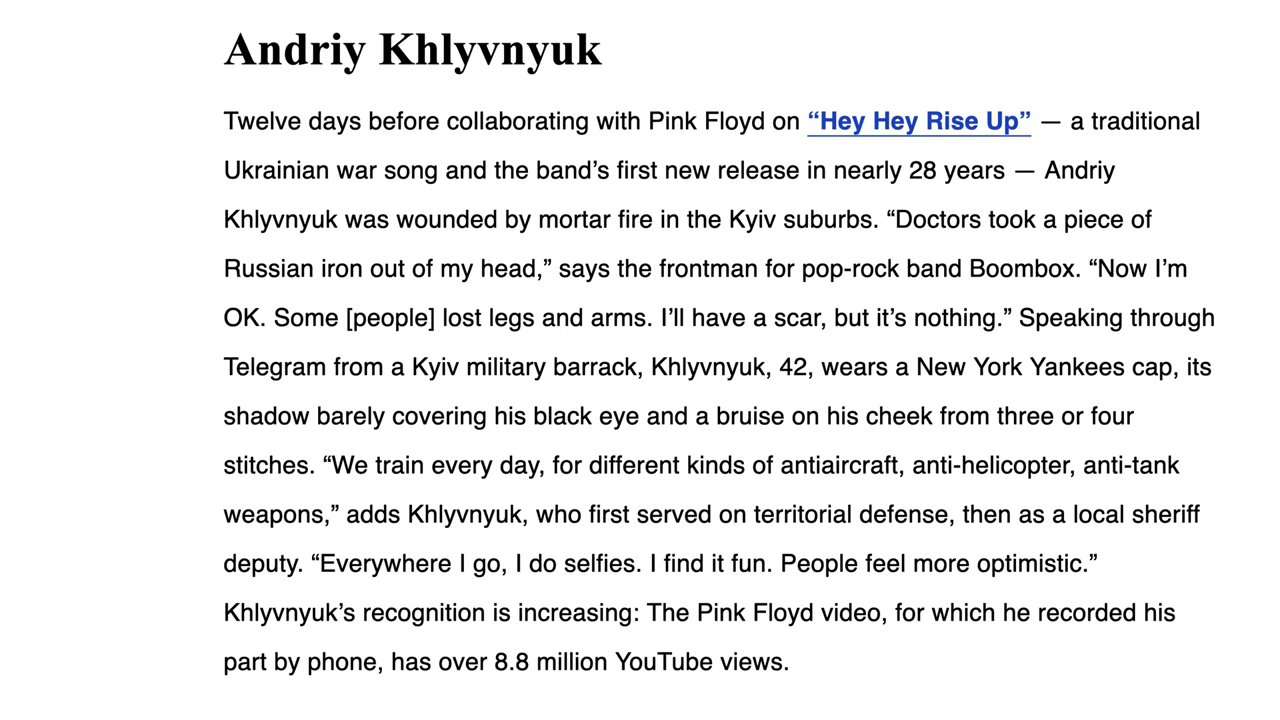 Andriy Khlyvnyuk
Twelve days before collaborating with Pink Floyd on “Hey Hey Rise Up” — a traditional
Ukrainian war song and the band’s first new release in nearly 28 years — Andriy
Khlyvnyuk was wounded by mortar fire in the Kyiv suburbs. “Doctors took a piece of
Russian iron out of my head,” says the frontman for pop-rock band Boombox. “Now I’m
OK. Some [people] lost legs and arms. I’ll have a scar, but it’s nothing.” Speaking through
Telegram from a Kyiv military barrack, Khlyvnyuk, 42, wears a New York Yankees cap, its
shadow barely covering his black eye and a bruise on his cheek from three or four
stitches. “We train every day, for different kinds of antiaircraft, anti-helicopter, anti-tank
weapons,” adds Khlyvnyuk, who first served on territorial defense, then as a local sheriff
deputy. “Everywhere I go, I do selfies. I find it fun. People feel more optimistic.”
Khlyvnyuk’s recognition is increasing: The Pink Floyd video, for which he recorded his
part by phone, has over 8.8 million YouTube views.